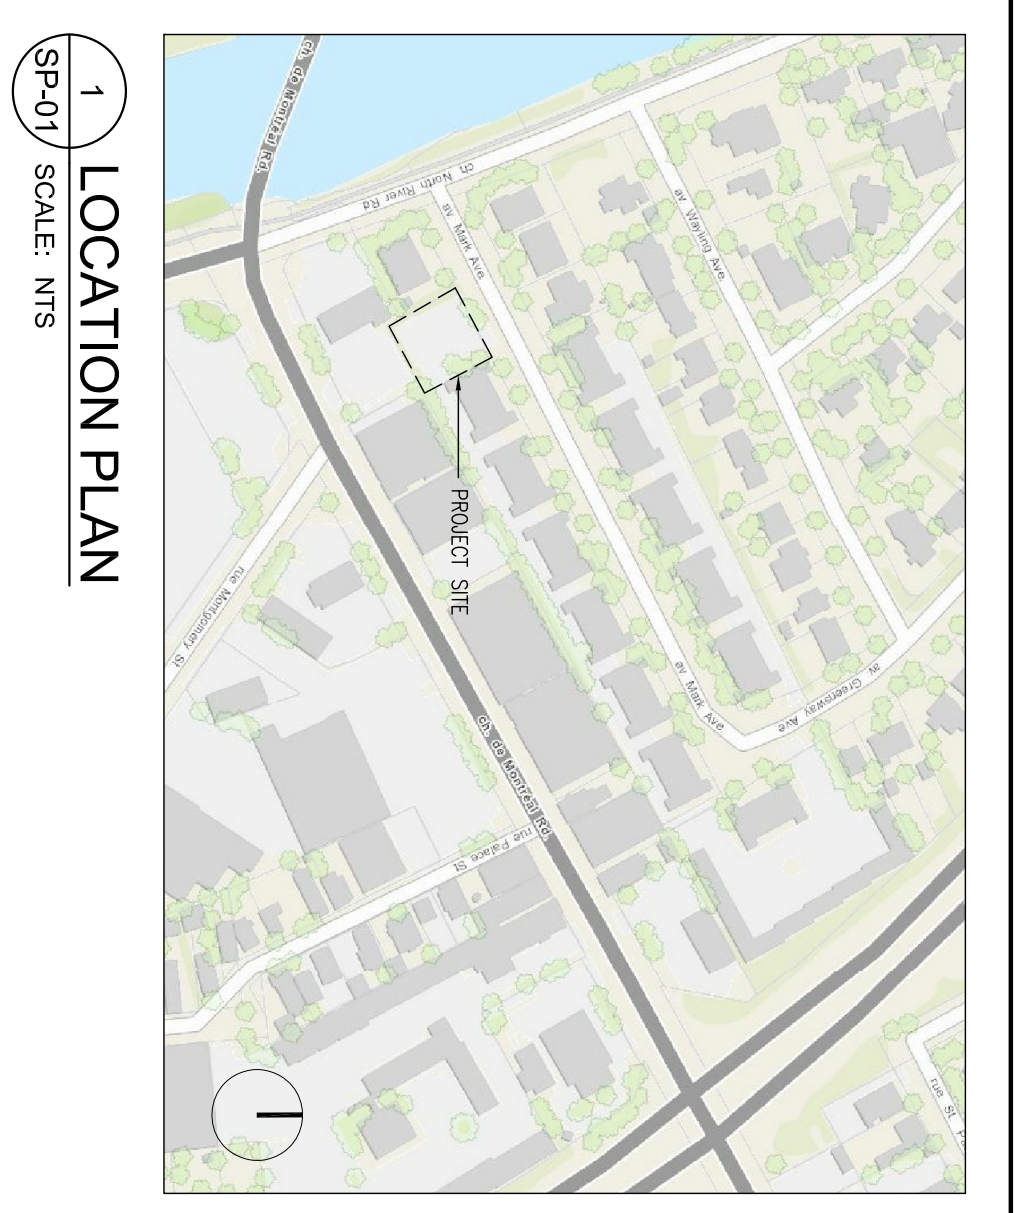 1
SP-01
LOCATION PLAN
SCALE: NTS
ch. de Montréal Rd.
ch North River Rd
av Mark Ave
av Wayling Ave
PROJECT SITE
rue Montgomery St
av Mark Ave
av Greensway Ave
ch. de Montréal Rd
rue Palace St
rue St